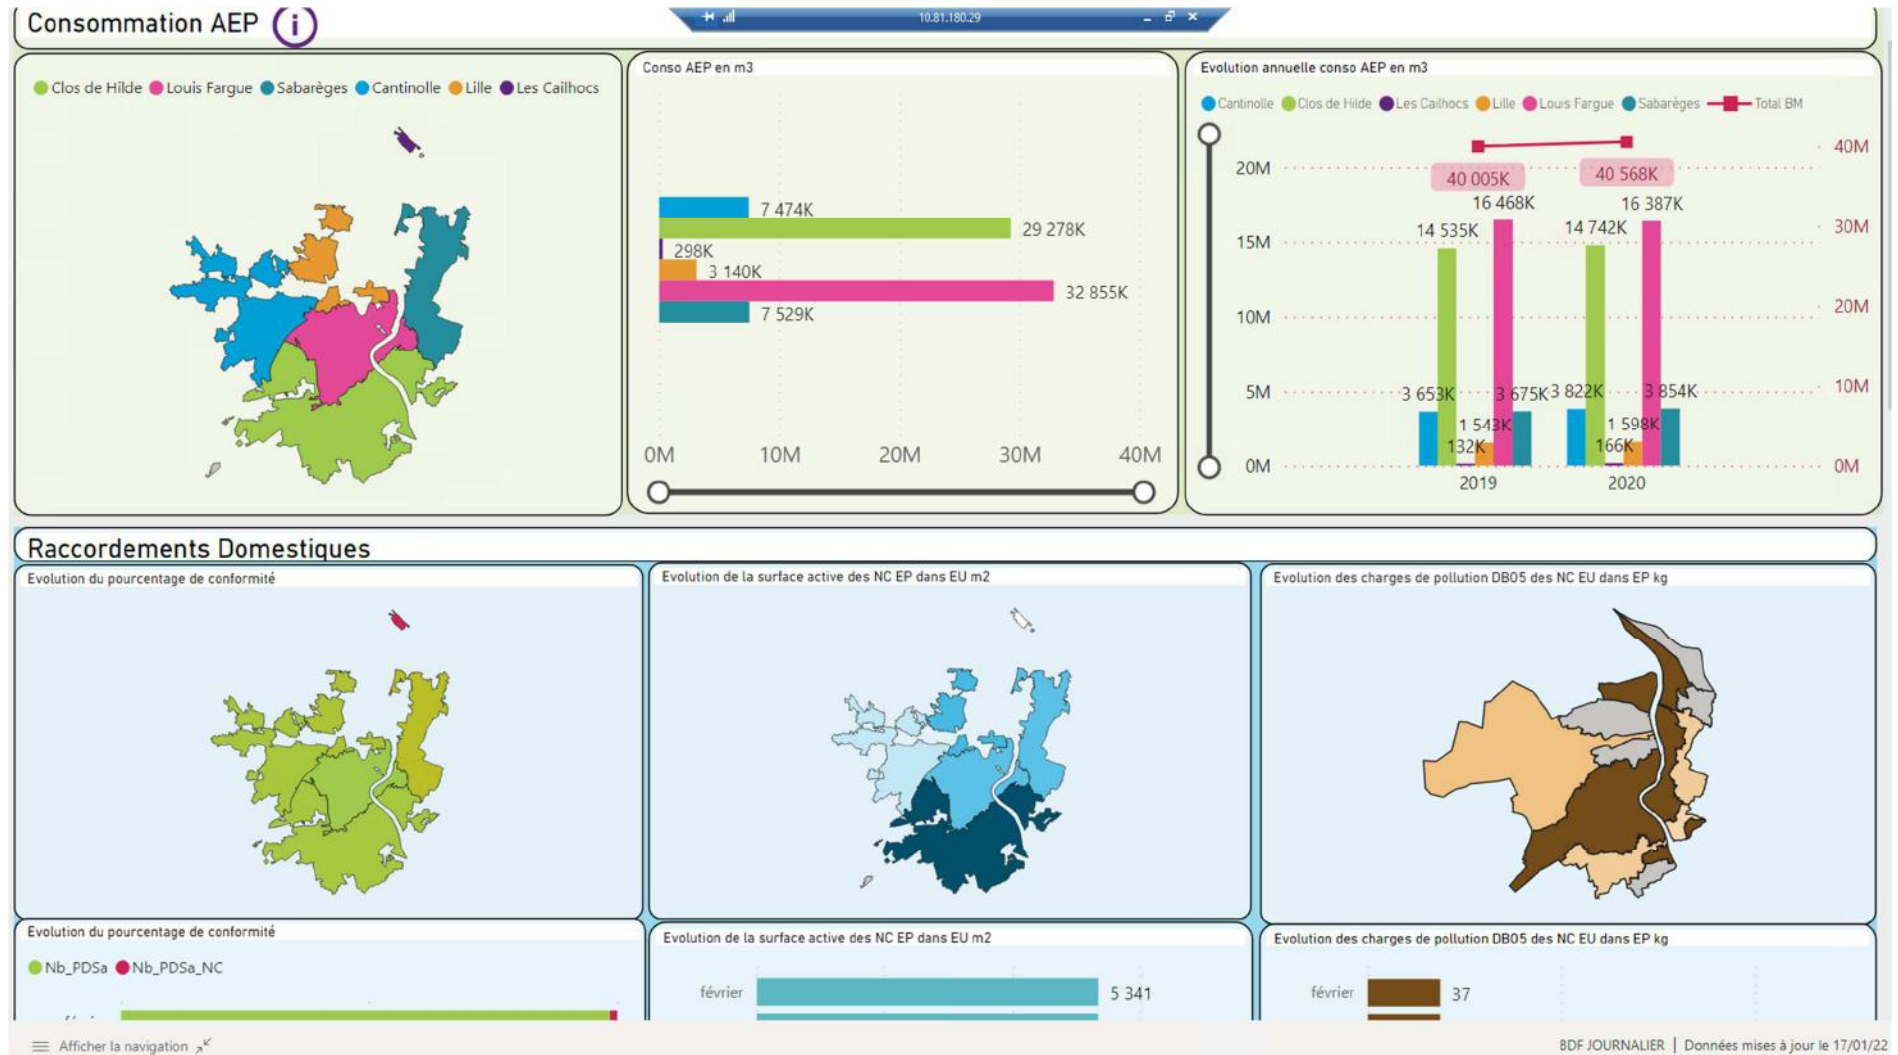 Consommation AEP i
10.81.180.29
Clos de Hilde Louis Fargue Sabarèges Cantinolle Lille Les Cailhocs
Conso AEP en m3
7 474K
29 278K
298K
3 140K
32 855K
7 529K
0M 10M 20M 30M 40M
Evolution annuelle conso AEP en m3
Cantinolle Clos de Hilde Les Cailhocs Lille Louis Fargue Sabarèges Total BM
20M
15M
10M
5M
0M
40M
30M
20M
10M
0M
40 005K
40 568K
16 468K
16 387K
14 535K
14 742K
3 653K
3 675K
3 822K
3 854K
1 543K
1 598K
132K
166K
2019 2020
Raccordements Domestiques
Evolution du pourcentage de conformité
Evolution de la surface active des NC EP dans EU m2
Evolution des charges de pollution DBO5 des NC EU dans EP kg
Evolution du pourcentage de conformité
Nb_PDSa Nb_PDSa_NC
Evolution de la surface active des NC EP dans EU m2
février 5 341
Evolution des charges de pollution DBO5 des NC EU dans EP kg
février 37
Afficher la navigation
BDF JOURNALIER | Données mises à jour le 17/01/22